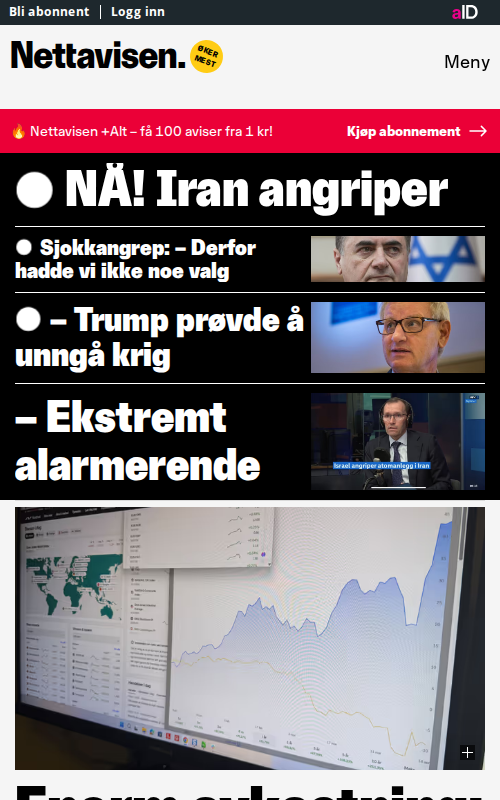 Bli abonnent
Logg inn
aID
Nettavisen.
ØKER
MEST
Meny
🔥 Nettavisen +Alt – få 100 aviser fra 1 kr!
Kjøp abonnement →
NÅ! Iran angriper
Sjokkangrep: – Derfor
hadde vi ikke noe valg
– Trump prøvde å
unngå krig
– Ekstremt
alarmerende
Israel angriper atomanlegg i Iran